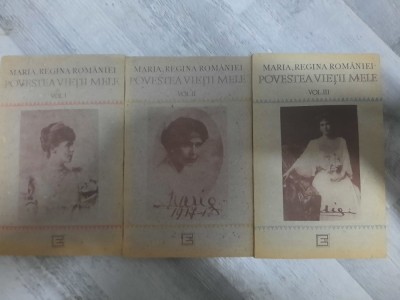 MARIA, REGINA ROMÂNIEI
POVESTEA VIEȚII MELE
VOL I
MARIA, REGINA ROMÂNIEI
POVESTEA VIEȚII MELE
VOL II
Marie
E
MARIA, REGINA ROMÂNIEI
POVESTEA VIEȚII MELE
VOL III
E